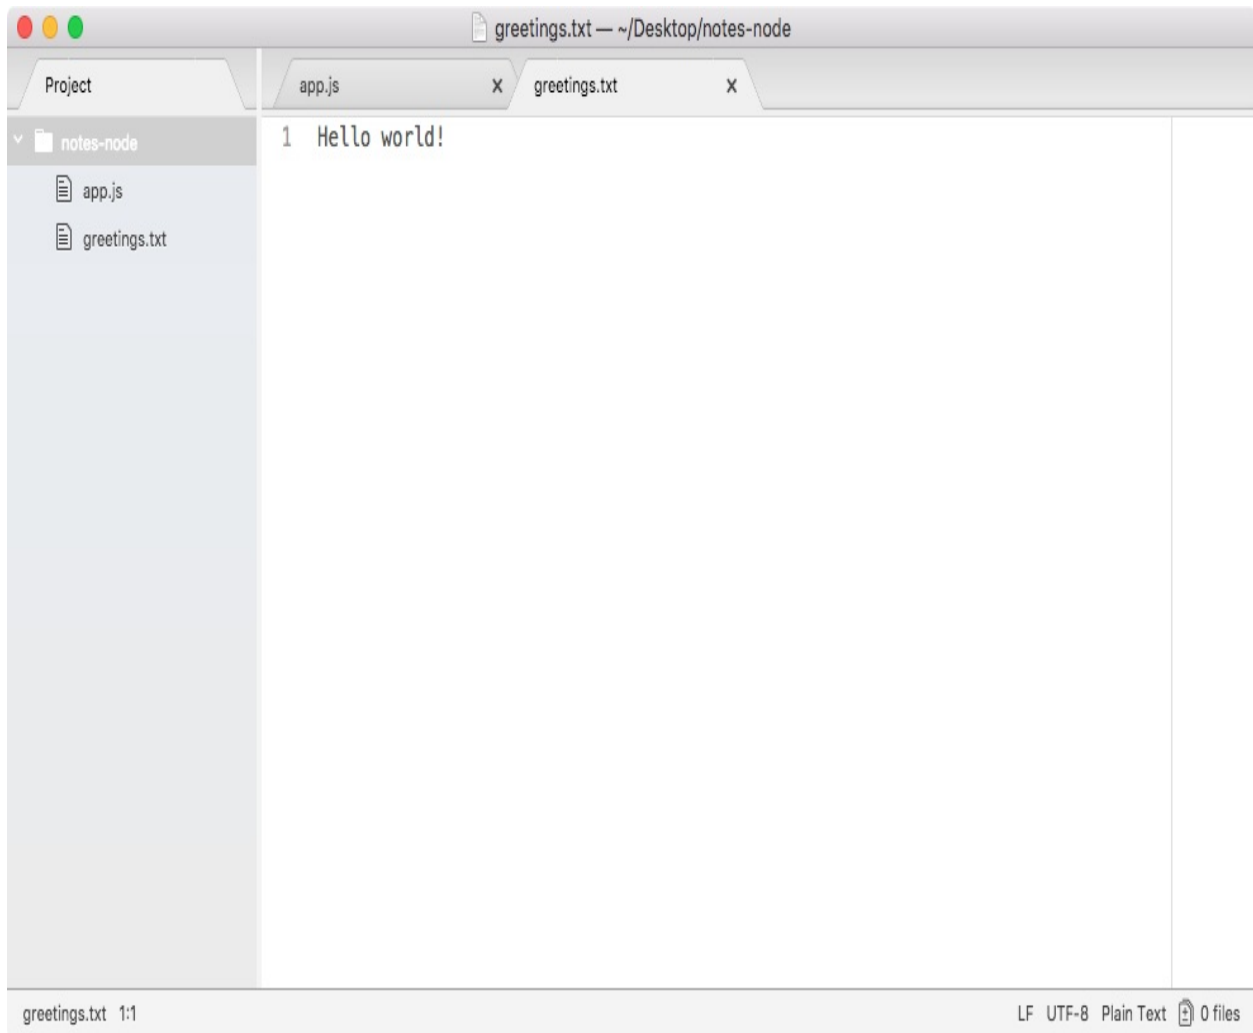 greetings.txt — ~/Desktop/notes-node
Project
app.js
greetings.txt
notes-node
app.js
greetings.txt
1 Hello world!
greetings.txt 1:1
LF UTF-8 Plain Text 0 files